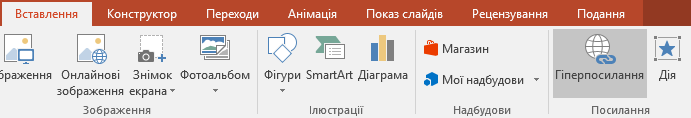 Вставлення Конструктор Переходи Анімація Показ слайдів Рецензування Подання
браження Онлайнові зображення Знімок екрана Фотоальбом Фігури SmartArt Діаграма Магазин Мої надбудови Гіперпосилання Дія
Зображення Ілюстрації Надбудови Посилання